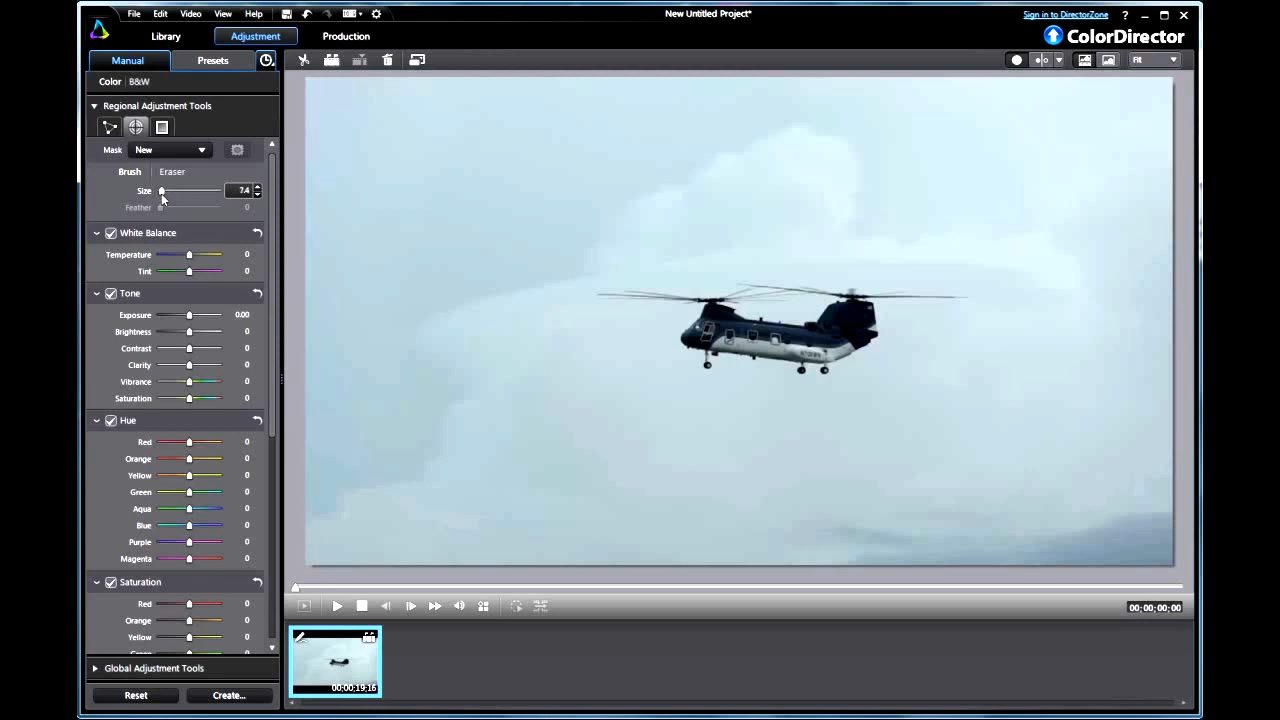 File Edit Video View Help
New Untitled Project*
Sign in to DirectorZone ?
Library Adjustment Production
ColorDirector
Manual Presets
Fit
Color B&W
Regional Adjustment Tools
Mask New
Brush Eraser
Size 7.4
Feather 0
White Balance
Temperature 0
Tint 0
Tone
Exposure 0.00
Brightness 0
Contrast 0
Clarity 0
Vibrance 0
Saturation 0
Hue
Red 0
Orange 0
Yellow 0
Green 0
Aqua 0
Blue 0
Purple 0
Magenta 0
Saturation
Red 0
Orange 0
Yellow 0
Global Adjustment Tools
Reset Create...
00;00;00;00
00;00;19;16